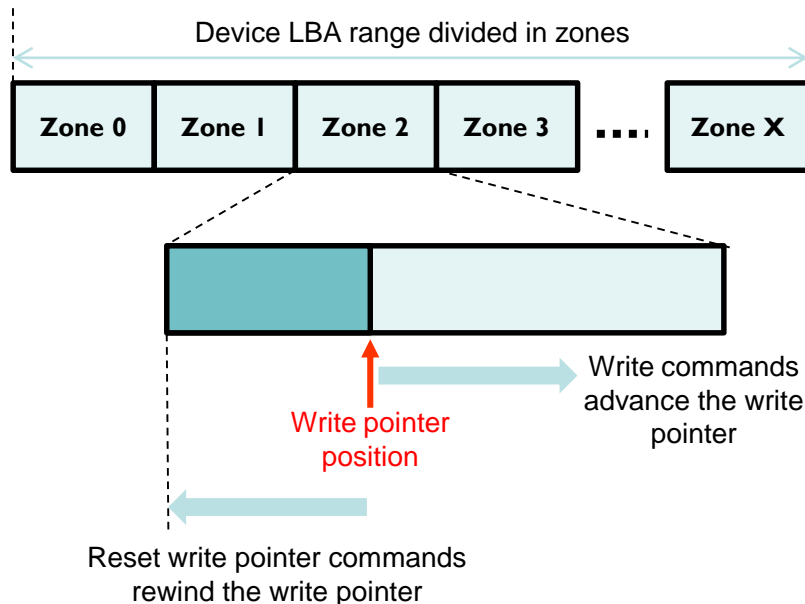 Device LBA range divided in zones
Zone 0 Zone 1 Zone 2 Zone 3 .... Zone X
Write commands
advance the write
pointer
Write pointer
position
Reset write pointer commands
rewind the write pointer